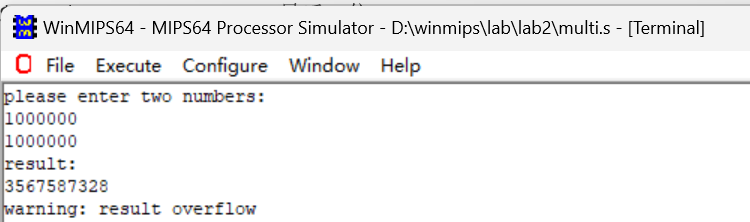 WinMIPS64 - MIPS64 Processor Simulator - D:\winmips\lab\lab2\multi.s - [Terminal]
File Execute Configure Window Help
please enter two numbers:
1000000
1000000
result:
3567587328
warning: result overflow